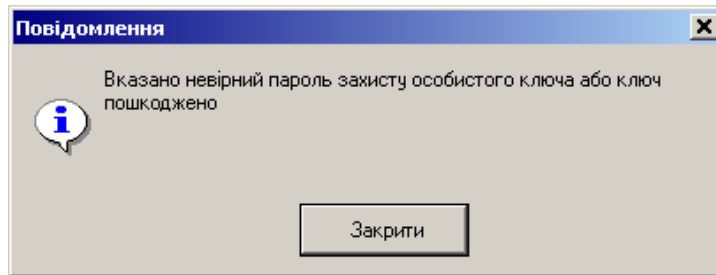 Повідомлення
Вказано невірний пароль захисту особистого ключа або ключ
пошкоджено
Закрити